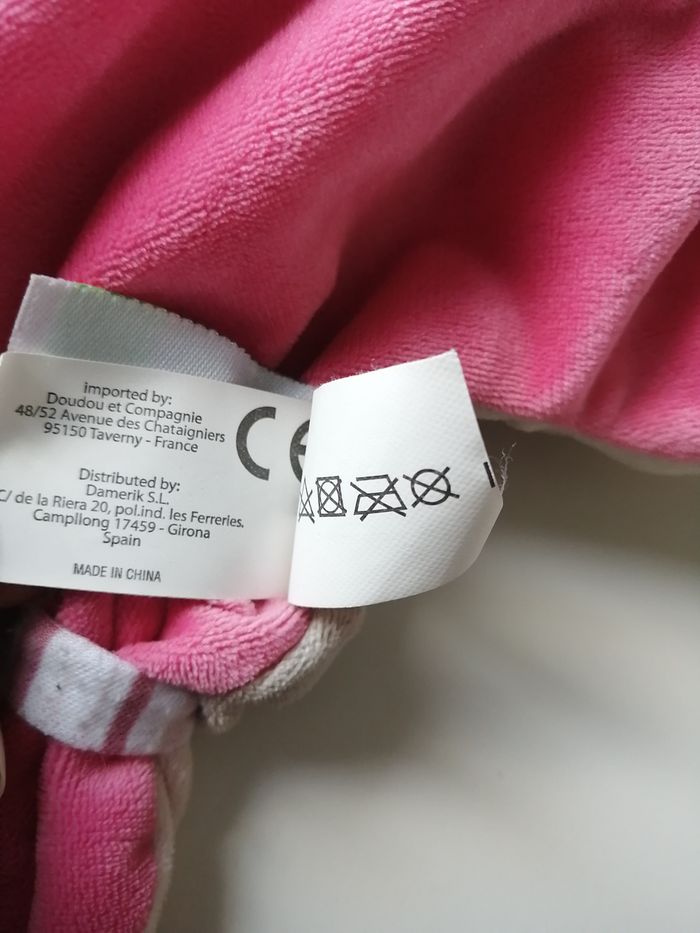 imported by:
Doudou et Compagnie
48/52 Avenue des Chataigniers
95150 Taverny - France
CE
Distributed by:
Damerik S.L.
C/ de la Riera 20, pol.ind. les Ferreries.
Campllong 17459 - Girona
Spain
MADE IN CHINA